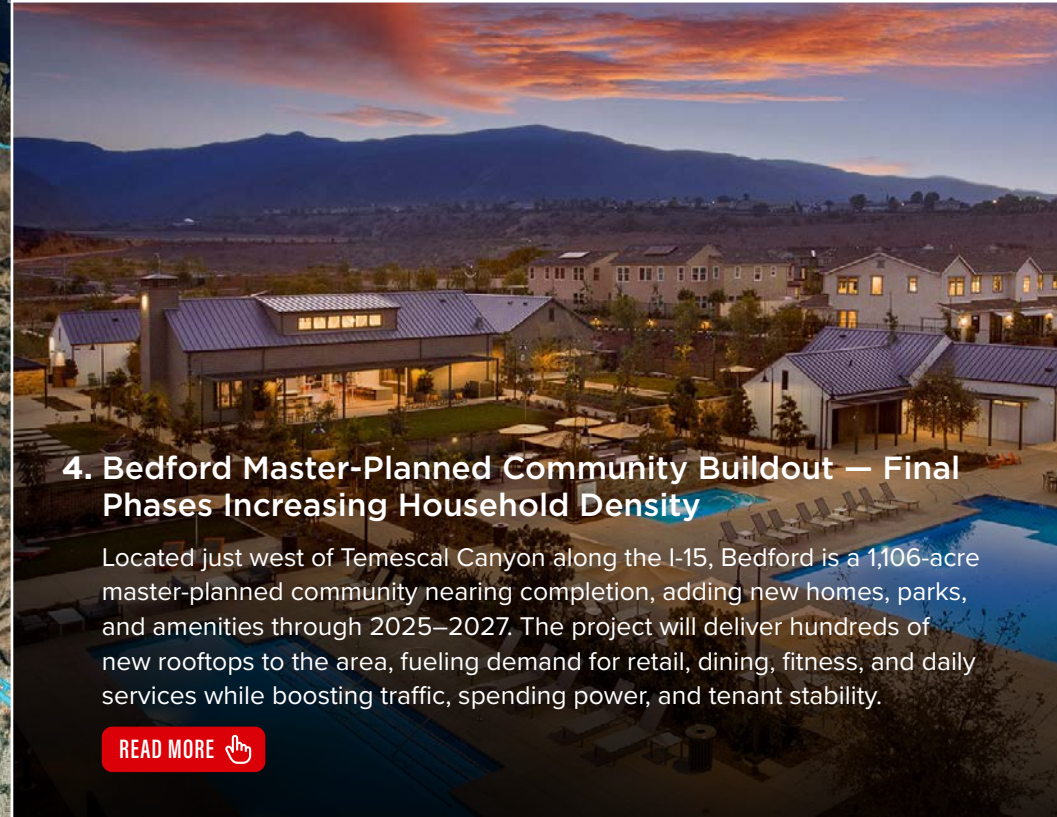 4. Bedford Master-Planned Community Buildout — Final
Phases Increasing Household Density
Located just west of Temescal Canyon along the I-15, Bedford is a 1,106-acre
master-planned community nearing completion, adding new homes, parks,
and amenities through 2025–2027. The project will deliver hundreds of
new rooftops to the area, fueling demand for retail, dining, fitness, and daily
services while boosting traffic, spending power, and tenant stability.
READ MORE